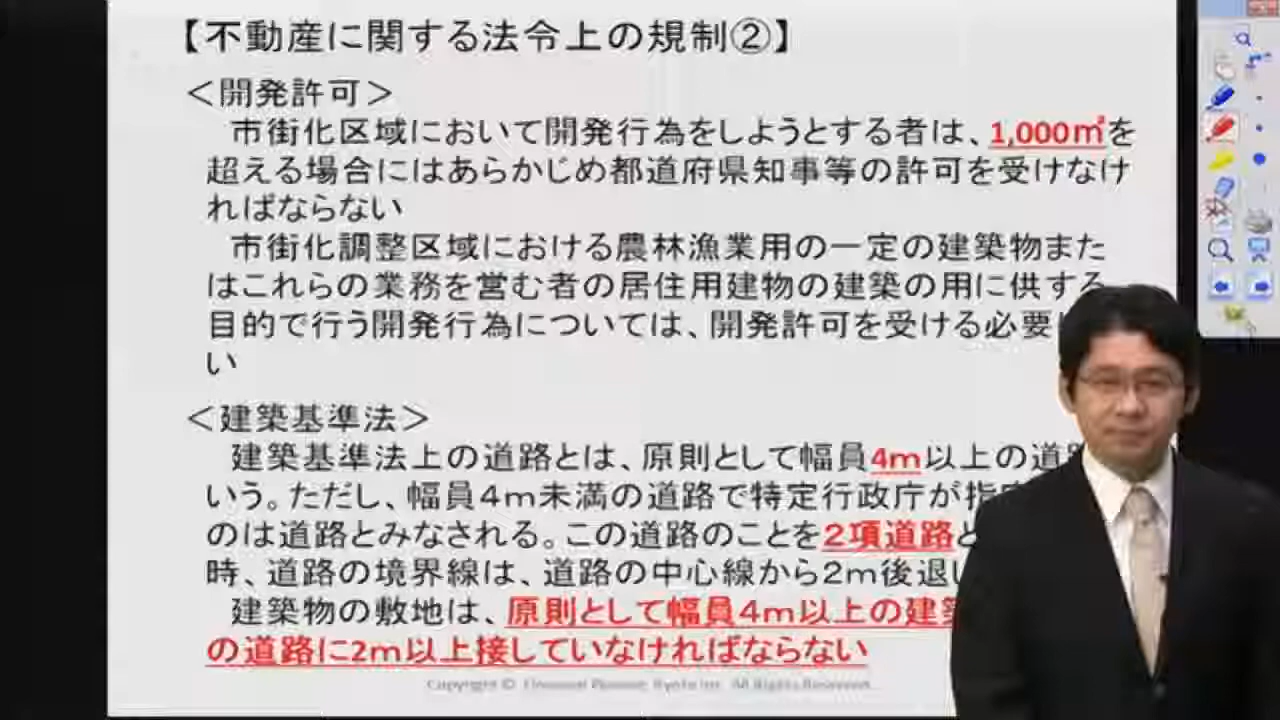 【不動産に関する法令上の規制②】
＜開発許可＞
市街化区域において開発行為をしようとする者は、1,000㎡を
超える場合にはあらかじめ都道府県知事等の許可を受けなけ
ればならない
市街化調整区域における農林漁業用の一定の建築物また
はこれらの業務を営む者の居住用建物の建築の用に供する
目的で行う開発行為については、開発許可を受ける必要
い
＜建築基準法＞
建築基準法上の道路とは、原則として幅員4m以上の道
いう。ただし、幅員４ｍ未満の道路で特定行政庁が指
のは道路とみなされる。この道路のことを２項道路と
時、道路の境界線は、道路の中心線から２ｍ後退
建築物の敷地は、原則として幅員４ｍ以上の建
の道路に2m以上接していなければならない
Copyright © Financial Planner, Kyoto Inc. All Rights Reserved.